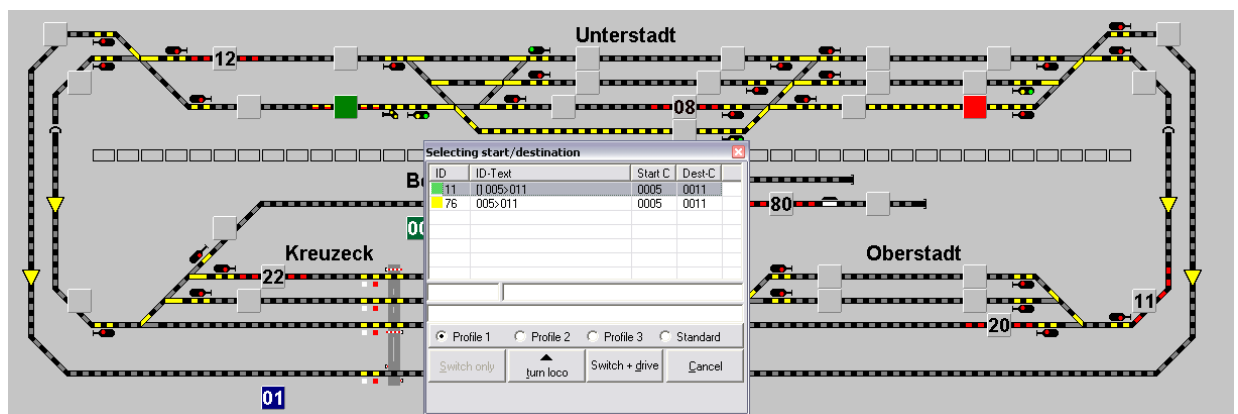 Unterstadt
12
08
Selecting start/destination
ID ID-Text Start C Dest-C
11 [] 005>011 0005 0011
76 005>011 0005 0011
80
Kreuzeck
Oberstadt
22
11
20
Profile 1 Profile 2 Profile 3 Standard
Switch only turn loco Switch + drive Cancel
01